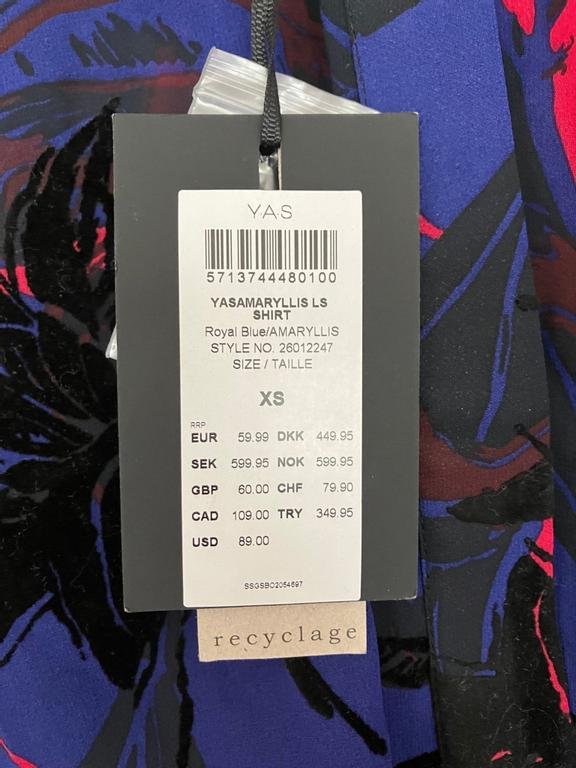 Y.A.S
5713744480100
YASAMARYLLIS LS
SHIRT
Royal Blue/AMARYLLIS
STYLE NO. 26012247
SIZE / TAILLE
XS
RRP
EUR 59.99 DKK 449.95
SEK 599.95 NOK 599.95
GBP 60.00 CHF 79.90
CAD 109.00 TRY 349.95
USD 89.00
SSGSBO2054697
recyclage